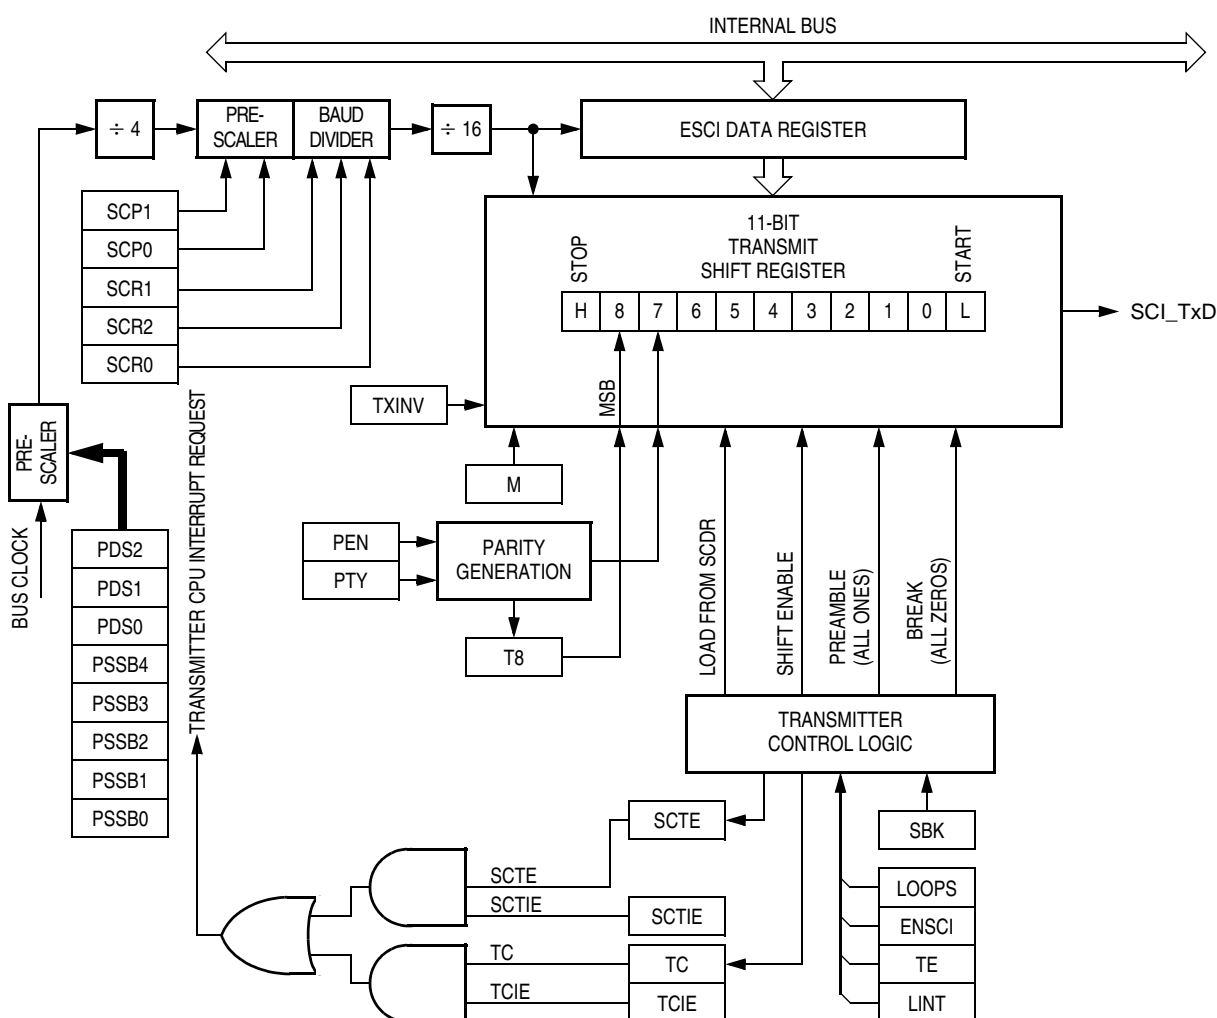 INTERNAL BUS
÷ 4
PRE-
SCALER
BAUD
DIVIDER
÷ 16
ESCI DATA REGISTER
SCP1
SCP0
SCR1
SCR2
SCR0
11-BIT
TRANSMIT
SHIFT REGISTER
STOP
START
H 8 7 6 5 4 3 2 1 0 L
SCI_TxD
MSB
TXINV
M
PRE-
SCALER
BUS CLOCK
TRANSMITTER CPU INTERRUPT REQUEST
PDS2
PDS1
PDS0
PSSB4
PSSB3
PSSB2
PSSB1
PSSB0
PEN
PTY
PARITY
GENERATION
T8
LOAD FROM SCDR
SHIFT ENABLE
PREAMBLE
(ALL ONES)
BREAK
(ALL ZEROS)
TRANSMITTER
CONTROL LOGIC
SCTE
SBK
SCTE
SCTIE
SCTIE
TC
TC
TCIE
TCIE
LOOPS
ENSCI
TE
LINT